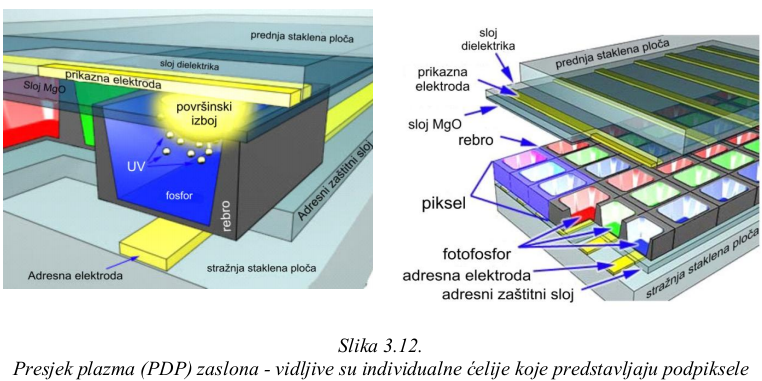 prednja staklena ploča
sloj dielektrika
prikazna elektroda
Sloj MgO
površinski
izboj
UV
fosfor
rebro
Adresni zaštitni sloj
Adresna elektroda
stražnja staklena ploča
sloj
dielektrika
prednja staklena ploča
prikazna
elektroda
sloj MgO
rebro
piksel
fotofosfor
adresna elektroda
adresni zaštitni sloj
stražnja staklena ploča
Slika 3.12.
Presjek plazma (PDP) zaslona - vidljive su individualne ćelije koje predstavljaju podpiksele